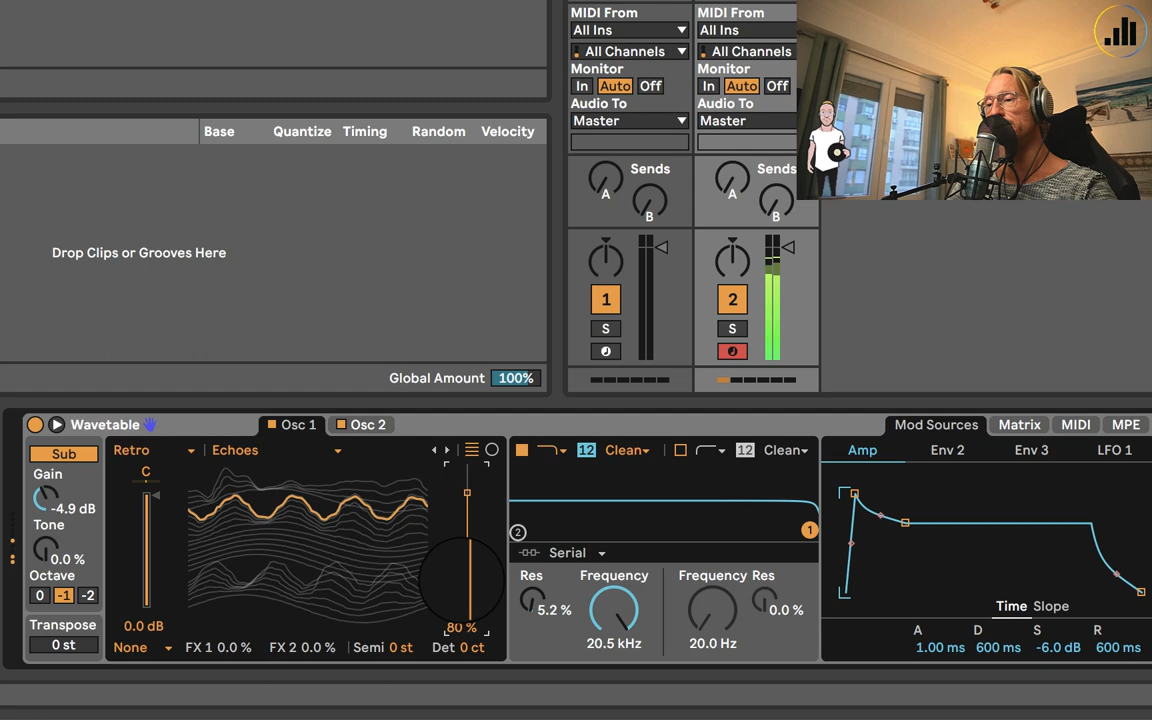 MIDI From
All Ins
All Channels
Monitor
In Auto Off
Audio To
Master
Sends
A
B
1
S
MIDI From
All Ins
All Channels
Monitor
In Auto Off
Audio To
Master
Sends
A
B
2
S
Base Quantize Timing Random Velocity
Drop Clips or Grooves Here
Global Amount 100%
Wavetable
Osc 1 Osc 2
Sub
Gain
-4.9 dB
Tone
0.0 %
Octave
0 -1 -2
Transpose
0 st
Retro Echoes
C
0.0 dB
80 %
None FX 1 0.0 % FX 2 0.0 % Semi 0 st Det 0 ct
12 Clean 12 Clean
2
1
Serial
Res Frequency Frequency Res
5.2 % 0.0 %
20.5 kHz 20.0 Hz
Mod Sources Matrix MIDI MPE
Amp Env 2 Env 3 LFO 1
Time Slope
A D S R
1.00 ms 600 ms -6.0 dB 600 ms